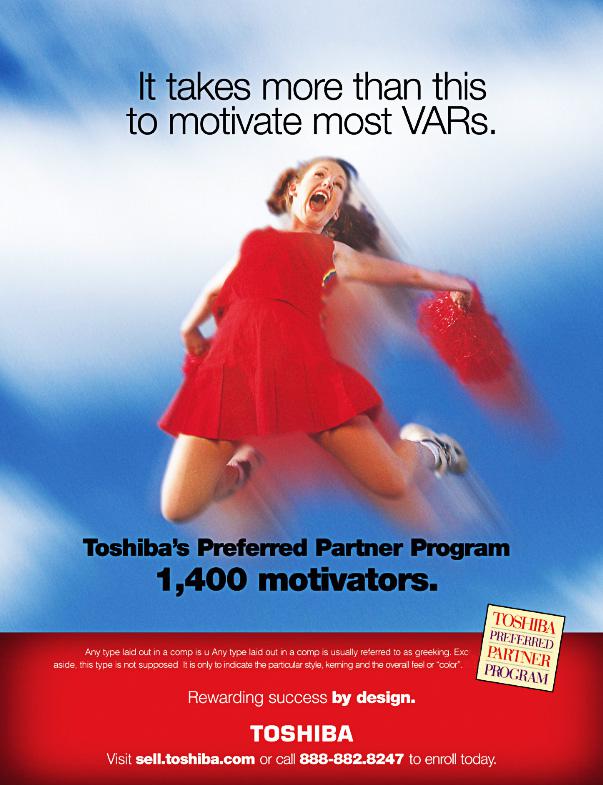 It takes more than this
to motivate most VARs.
Toshiba's Preferred Partner Program
1,400 motivators.
TOSHIBA
PREFERRED
PARTNER
PROGRAM
Any type laid out in a comp is u Any type laid out in a comp is usually referred to as greeking. Exc
aside, this type is not supposed It is only to indicate the particular style, kerning and the overall feel or "color".
Rewarding success by design.
TOSHIBA
Visit sell.toshiba.com or call 888-882.8247 to enroll today.